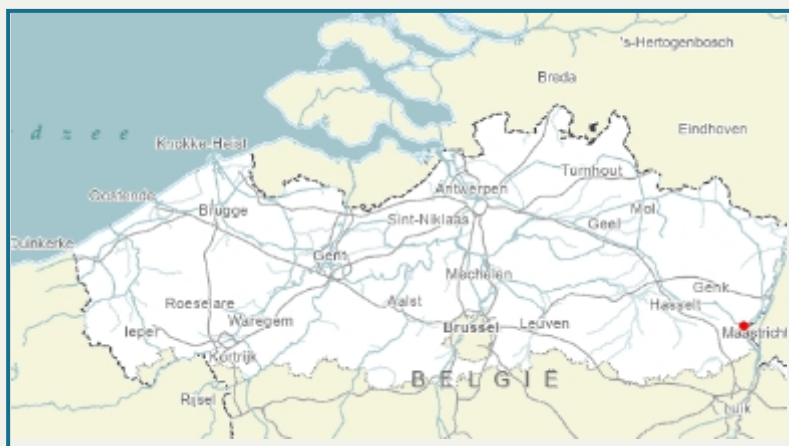 's-Hertogenbosch
Breda
d z e e
Eindhoven
Knokke-Heist
Turnhout
Antwerpen
Oostende
Mol
Brugge
Sint-Niklaas
Geel
Duinkerke
Gent
Mechelen
Genk
Roeselare
Aalst
Hasselt
Waregem
Ieper
Brussel
Leuven
Maastricht
Kortrijk
BELGIË
Rijsel
Luik